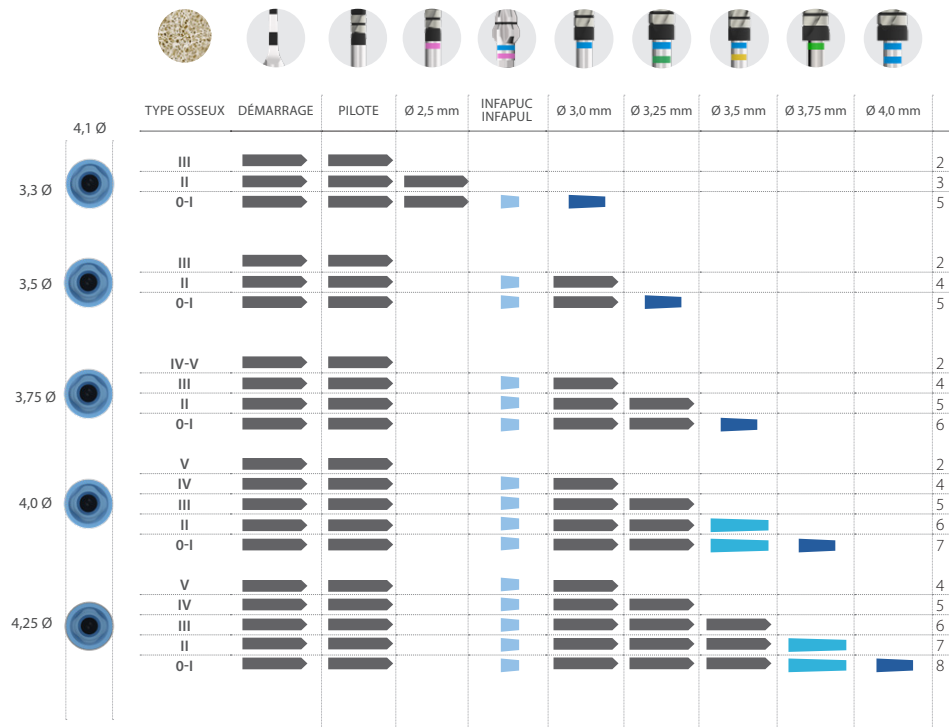 TYPE OSSEUX DÉMARRAGE PILOTE Ø 2,5 mm INFAPUC INFAPUL Ø 3,0 mm Ø 3,25 mm Ø 3,5 mm Ø 3,75 mm Ø 4,0 mm
4,1 Ø
3,3 Ø
III 2
II 3
0-I 5
3,5 Ø
III 2
II 4
0-I 5
3,75 Ø
IV-V 2
III 4
II 5
0-I 6
4,0 Ø
V 2
IV 4
III 5
II 6
0-I 7
4,25 Ø
V 4
IV 5
III 6
II 7
0-I 8